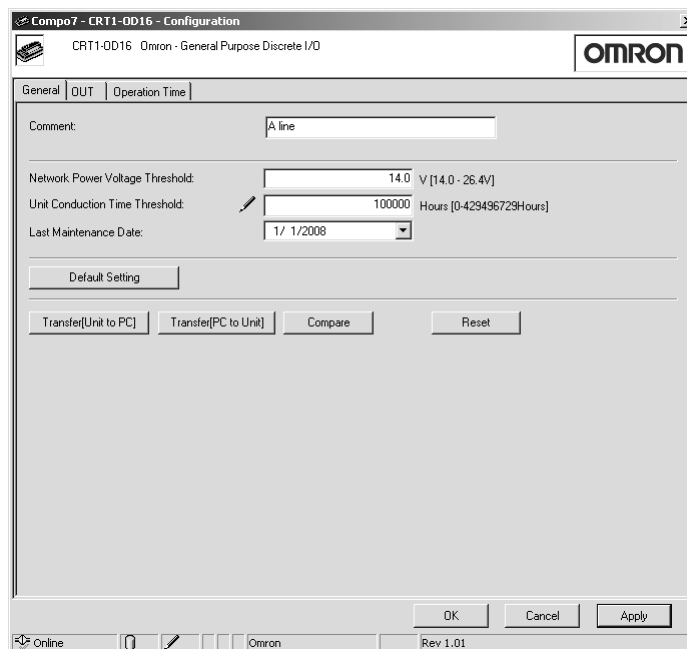 Compo7 - CRT1-OD16 - Configuration
CRT1-OD16 Omron - General Purpose Discrete I/O
OMRON
General OUT Operation Time
Comment: A line
Network Power Voltage Threshold: 14.0 V [14.0 - 26.4V]
Unit Conduction Time Threshold: 100000 Hours [0-429496729Hours]
Last Maintenance Date: 1/ 1/2008
Default Setting
Transfer[Unit to PC] Transfer[PC to Unit] Compare Reset
OK Cancel Apply
Online Omron Rev 1.01